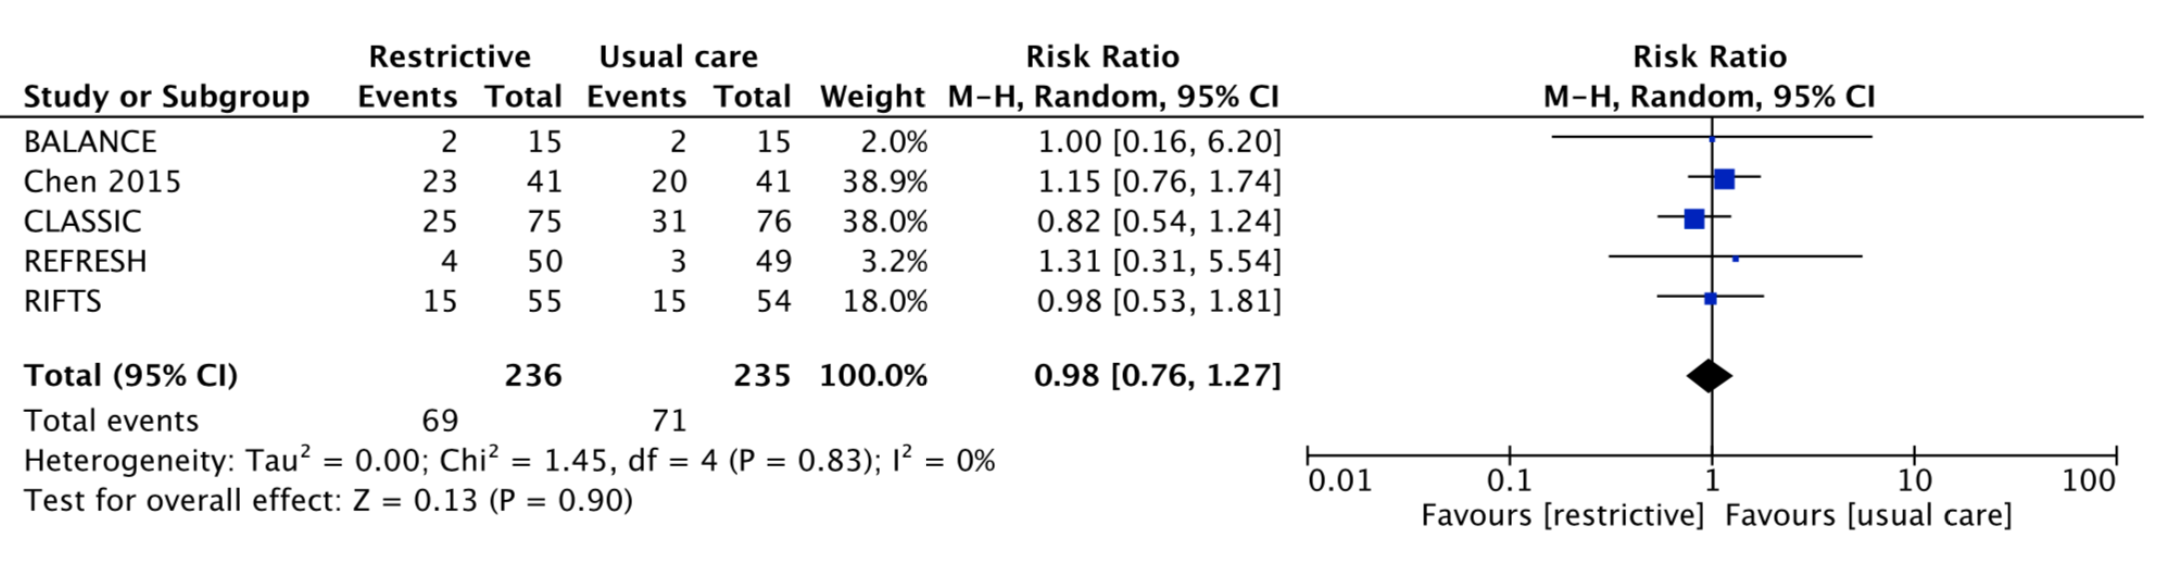 Restrictive Usual care Risk Ratio Risk Ratio
Study or Subgroup Events Total Events Total Weight M-H, Random, 95% CI M-H, Random, 95% CI
BALANCE 2 15 2 15 2.0% 1.00 [0.16, 6.20]
Chen 2015 23 41 20 41 38.9% 1.15 [0.76, 1.74]
CLASSIC 25 75 31 76 38.0% 0.82 [0.54, 1.24]
REFRESH 4 50 3 49 3.2% 1.31 [0.31, 5.54]
RIFTS 15 55 15 54 18.0% 0.98 [0.53, 1.81]
Total (95% CI) 236 235 100.0% 0.98 [0.76, 1.27]
Total events 69 71
Heterogeneity: Tau² = 0.00; Chi² = 1.45, df = 4 (P = 0.83); I² = 0%
Test for overall effect: Z = 0.13 (P = 0.90)
0.01 0.1 1 10 100
Favours [restrictive] Favours [usual care]